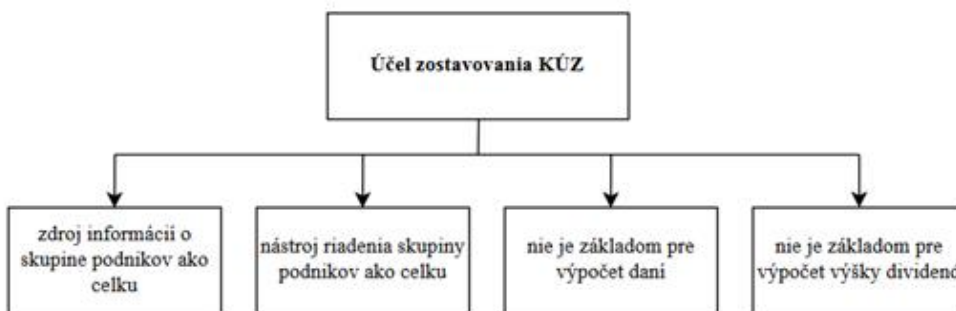 Účel zostavovania KÚZ
zdroj informácií o
skupine podnikov ako
celku
nástroj riadenia skupiny
podnikov ako celku
nie je základom pre
výpočet daní
nie je základom pre
výpočet výšky dividend